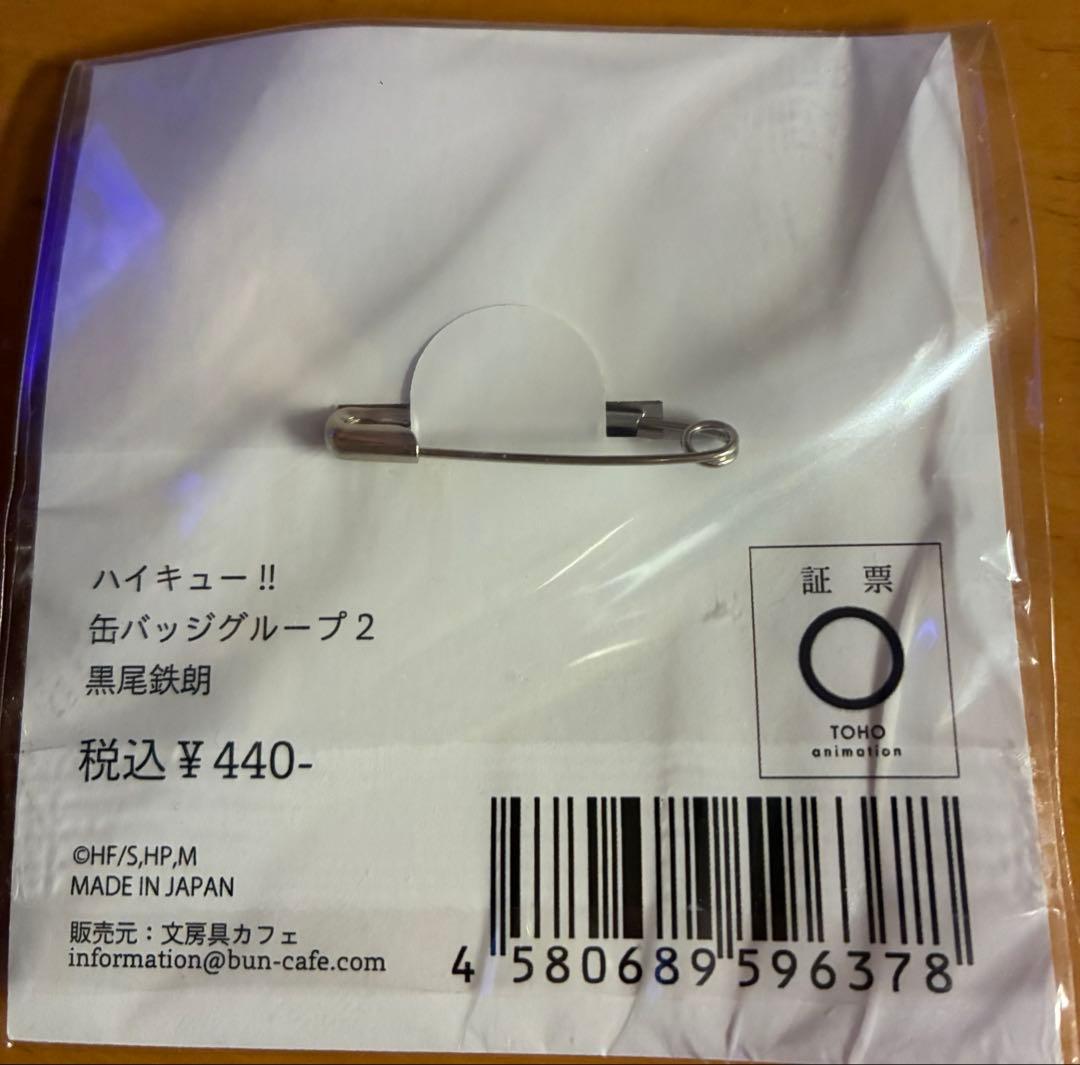 ハイキュー!!
缶バッジグループ2
黒尾鉄朗
税込¥440-
©HF/S,HP,M
MADE IN JAPAN
販売元：文房具カフェ
information@bun-cafe.com
証 票
TOHO
animation
4 580689 596378